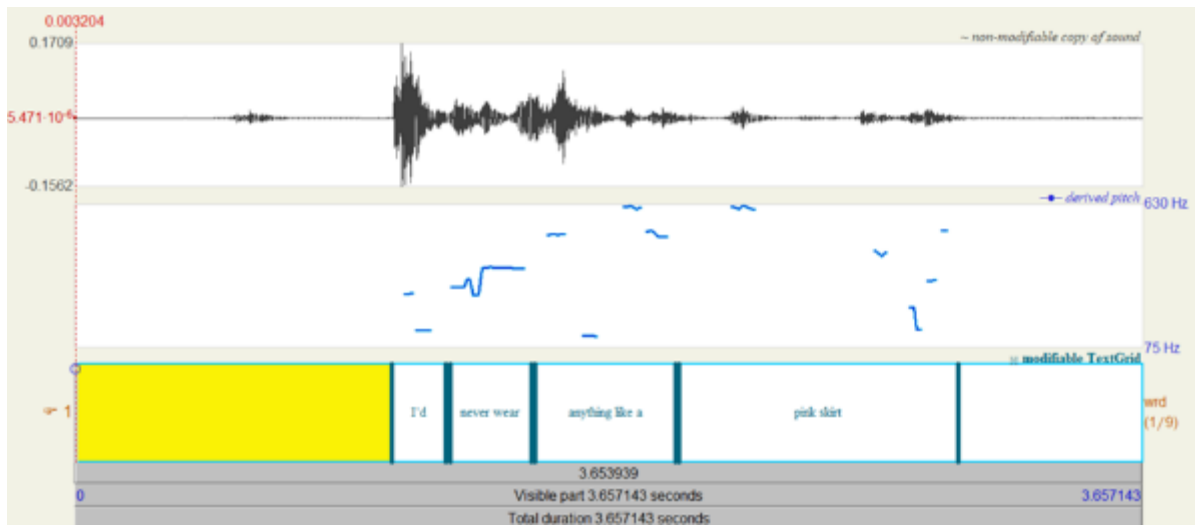 0.003204
0.1709
~ non-modifiable copy of sound
5.471·10⁻⁶
-0.1562
derived pitch
630 Hz
75 Hz
modifiable TextGrid
☞ 1
I'd
never wear
anything like a
pink skirt
wrd
(1/9)
3.653939
0
Visible part 3.657143 seconds
3.657143
Total duration 3.657143 seconds